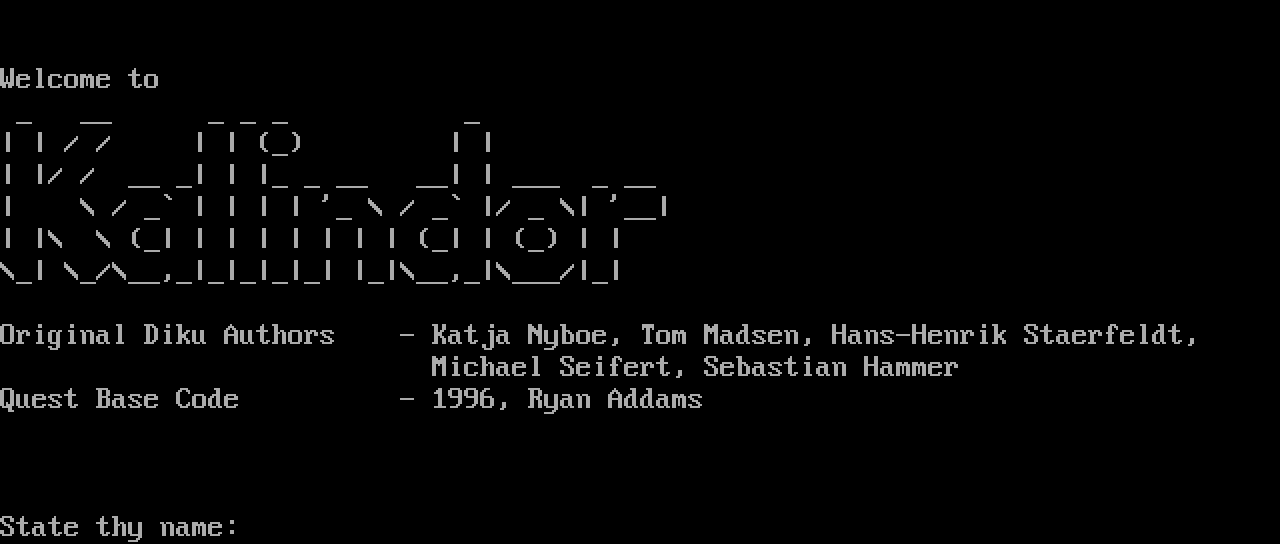 Welcome to
Kalindor
Original Diku Authors - Katja Nyboe, Tom Madsen, Hans-Henrik Staerfeldt,
Michael Seifert, Sebastian Hammer
Quest Base Code - 1996, Ryan Addams
State thy name: